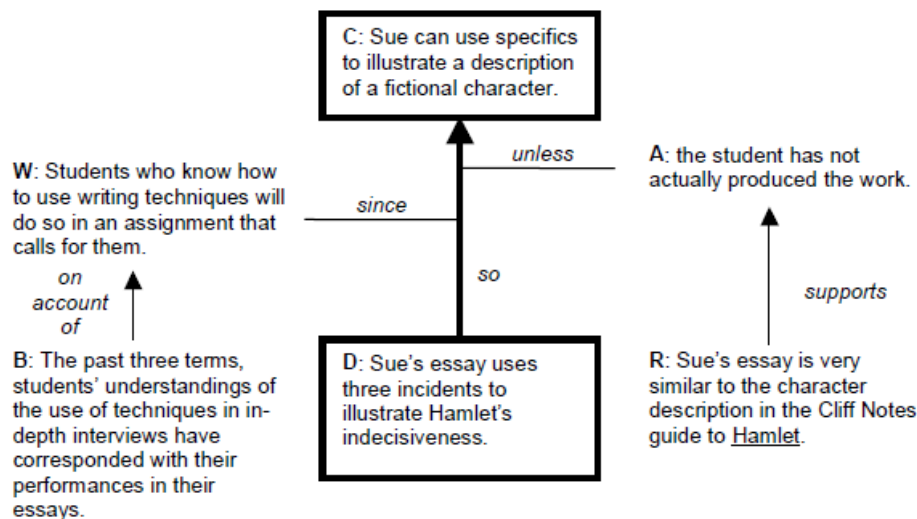 C: Sue can use specifics
to illustrate a description
of a fictional character.
unless
A: the student has not
actually produced the work.
W: Students who know how
to use writing techniques will
do so in an assignment that
calls for them.
since
on
account
of
so
supports
B: The past three terms,
students' understandings of
the use of techniques in in-
depth interviews have
corresponded with their
performances in their
essays.
D: Sue's essay uses
three incidents to
illustrate Hamlet's
indecisiveness.
R: Sue's essay is very
similar to the character
description in the Cliff Notes
guide to Hamlet.